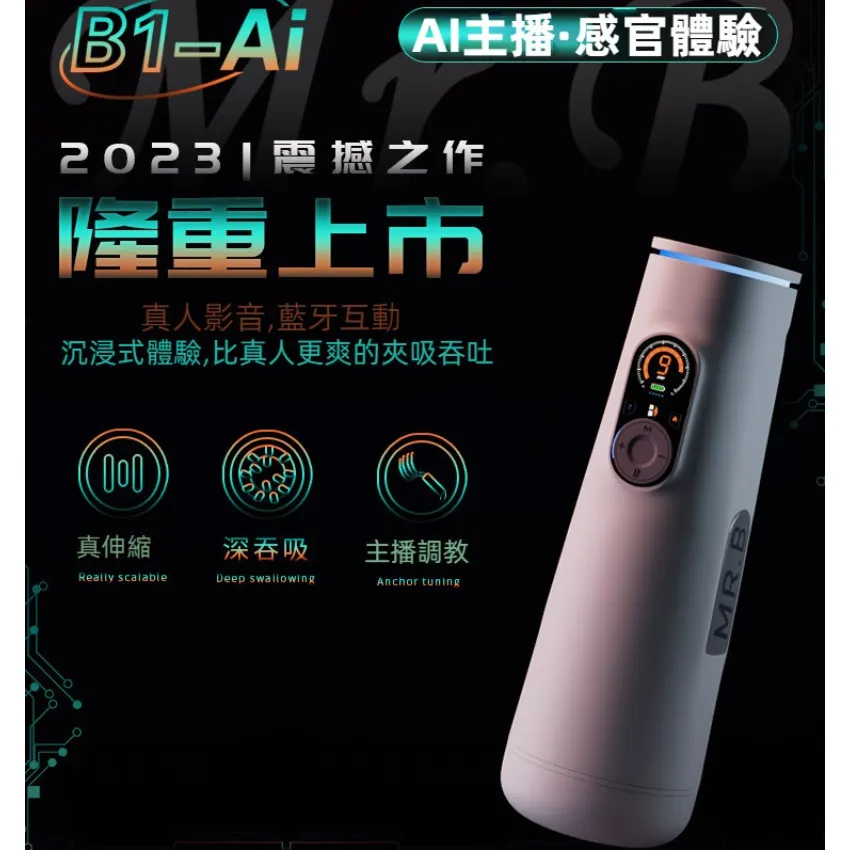 B1-Ai
AI主播·感官體驗
Mr.B
2023|震撼之作
隆重上市
真人影音,藍牙互動
沉浸式體驗,比真人更爽的夾吸吞吐
9
M
+ -
MR.B
真伸縮
深吞吸
主播調教
Really scalable
Deep swallowing
Anchor tuning